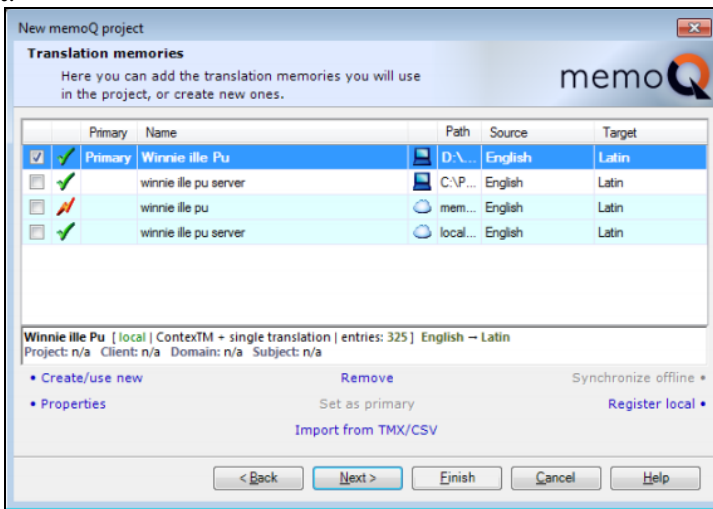 New memoQ project
Translation memories
Here you can add the translation memories you will use
in the project, or create new ones.
memoQ
Primary Name Path Source Target
Primary Winnie ille Pu D:\... English Latin
winnie ille pu server C:\P... English Latin
winnie ille pu mem... English Latin
winnie ille pu server local... English Latin
Winnie ille Pu [ local | ContexTM + single translation | entries: 325 ] English → Latin
Project: n/a Client: n/a Domain: n/a Subject: n/a
• Create/use new Remove Synchronize offline •
• Properties Set as primary Register local •
Import from TMX/CSV
< Back Next > Finish Cancel Help